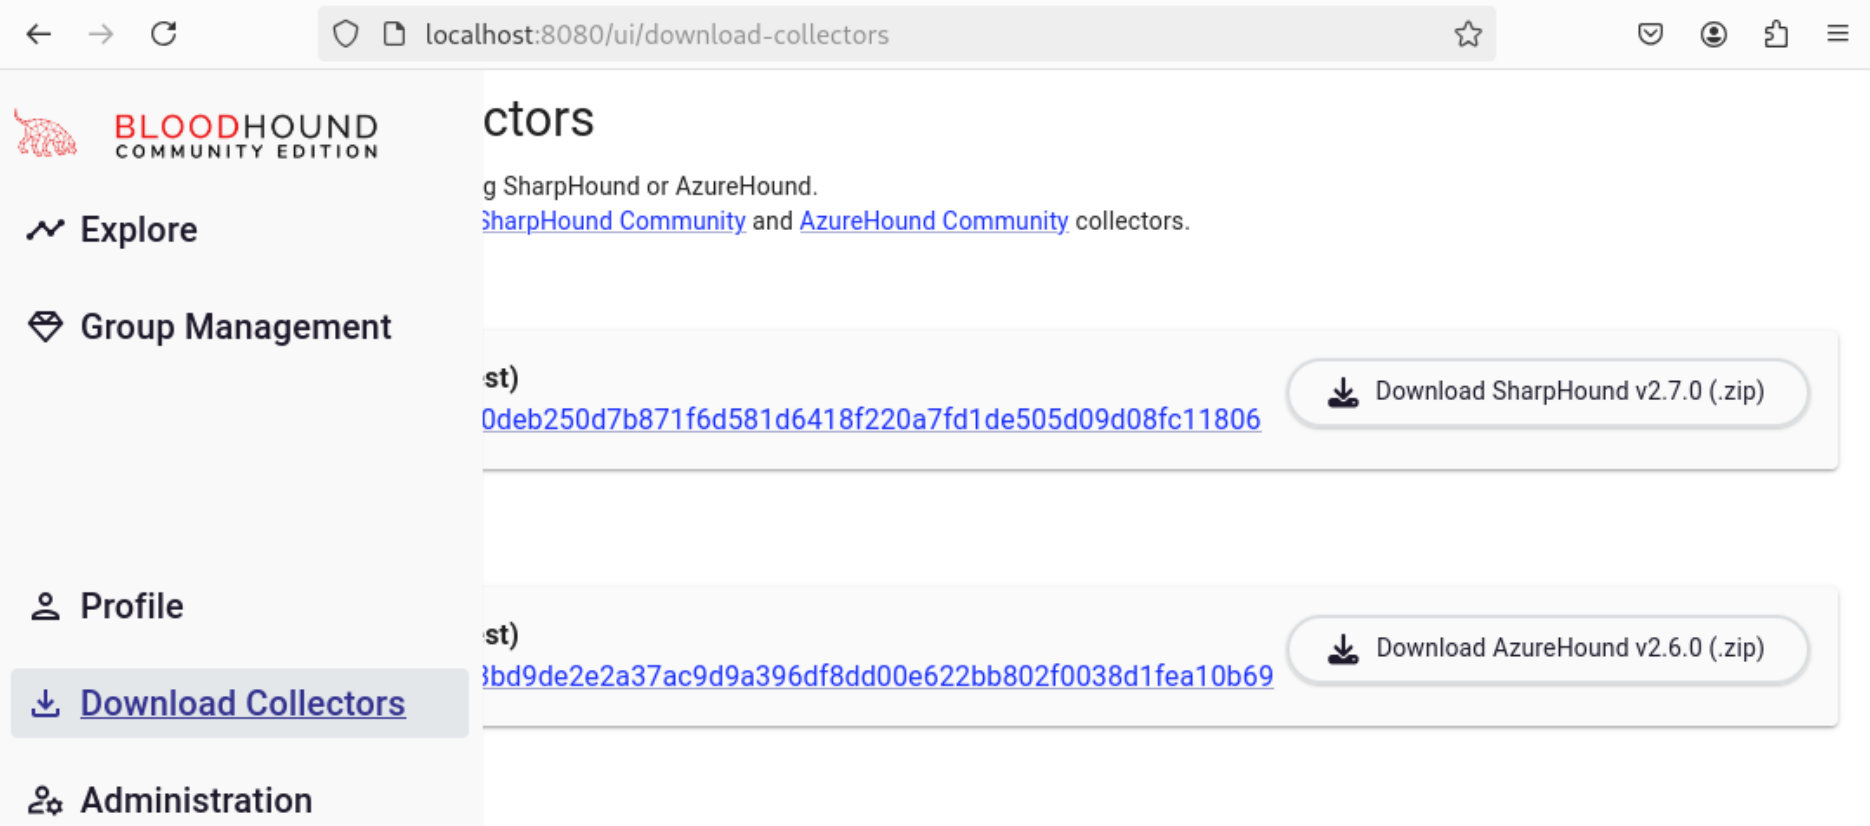 localhost:8080/ui/download-collectors
BLOODHOUND
COMMUNITY EDITION
Explore
Group Management
Profile
Download Collectors
Administration
ctors
g SharpHound or AzureHound.
SharpHound Community and AzureHound Community collectors.
est)
0deb250d7b871f6d581d6418f220a7fd1de505d09d08fc11806
Download SharpHound v2.7.0 (.zip)
est)
3bd9de2e2a37ac9d9a396df8dd00e622bb802f0038d1fea10b69
Download AzureHound v2.6.0 (.zip)